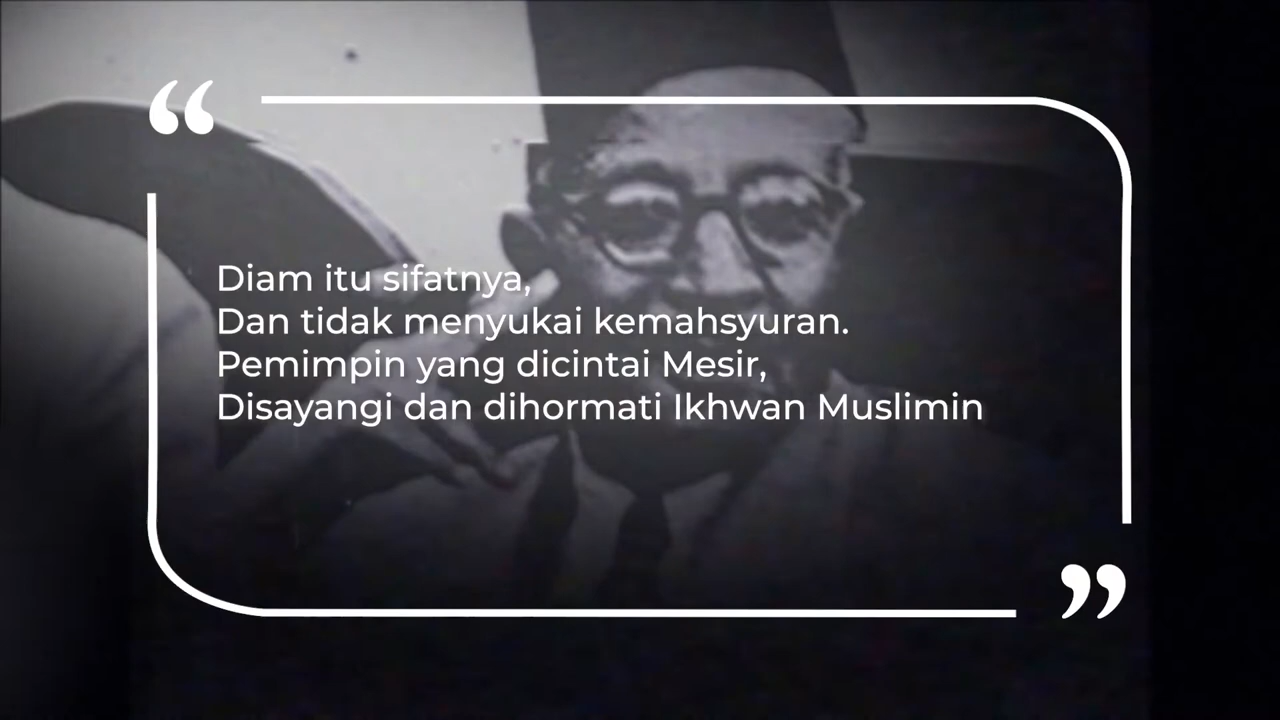 “
Diam itu sifatnya,
Dan tidak menyukai kemahsyuran.
Pemimpin yang dicintai Mesir,
Disayangi dan dihormati Ikhwan Muslimin
”